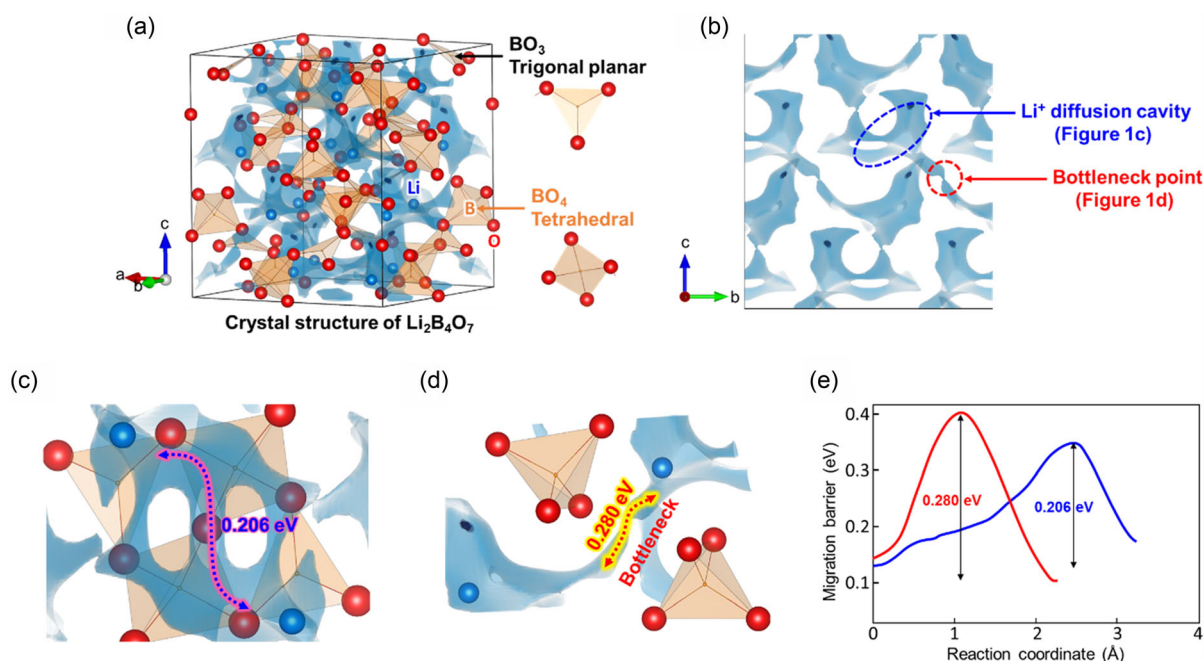 (a)
BO₃
Trigonal planar
Li
B
O
BO₄
Tetrahedral
c
a
b
Crystal structure of Li₂B₄O₇
(b)
Li⁺ diffusion cavity
(Figure 1c)
Bottleneck point
(Figure 1d)
c
b
(c)
0.206 eV
(d)
0.280 eV
Bottleneck
(e)
Migration barrier (eV)
0.4
0.3
0.2
0.1
0.280 eV
0.206 eV
0 1 2 3 4
Reaction coordinate (Å)